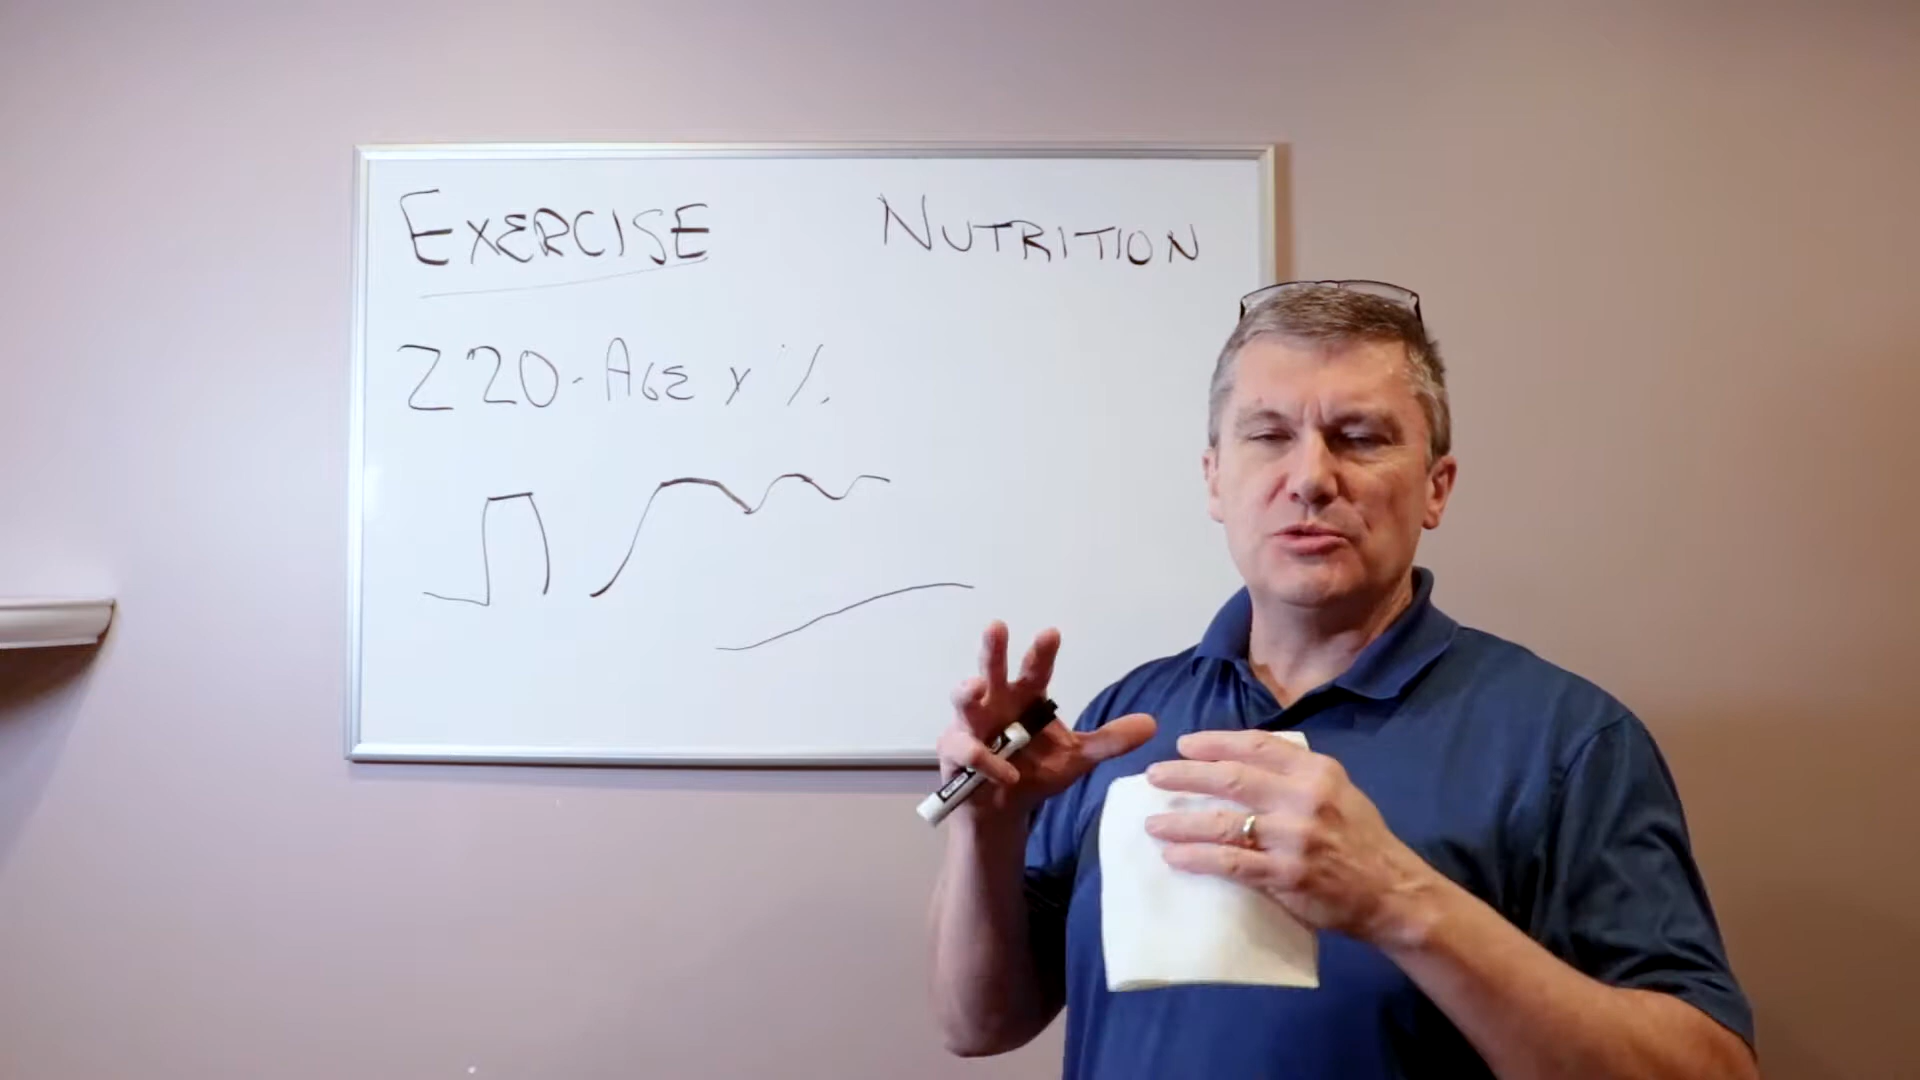 EXERCISE NUTRITION
220 - AGE x %